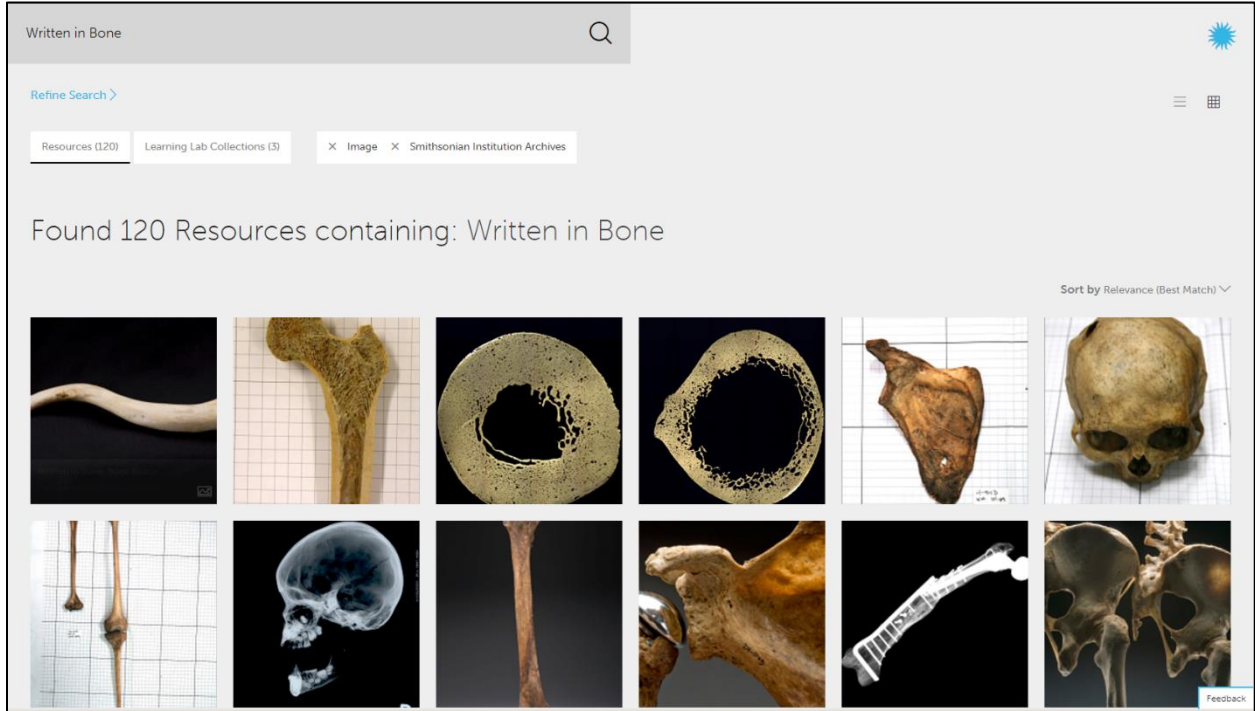 Written in Bone
Refine Search >
Resources (120) Learning Lab Collections (3) × Image × Smithsonian Institution Archives
Found 120 Resources containing: Written in Bone
Sort by Relevance (Best Match)
Feedback